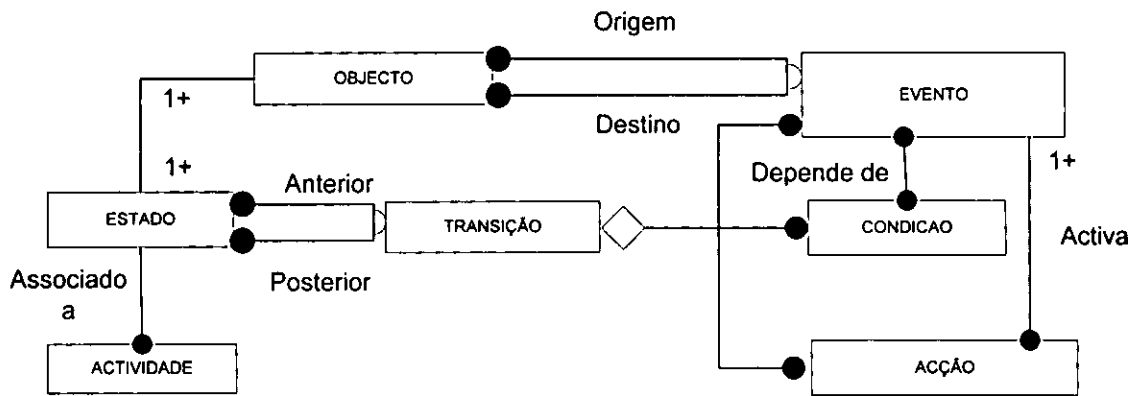 Origem
OBJECTO
1+
EVENTO
Destino
1+
1+
Depende de
Anterior
ESTADO
TRANSIÇÃO
CONDICAO
Activa
Associado
a
Posterior
ACTIVIDADE
ACÇÃO